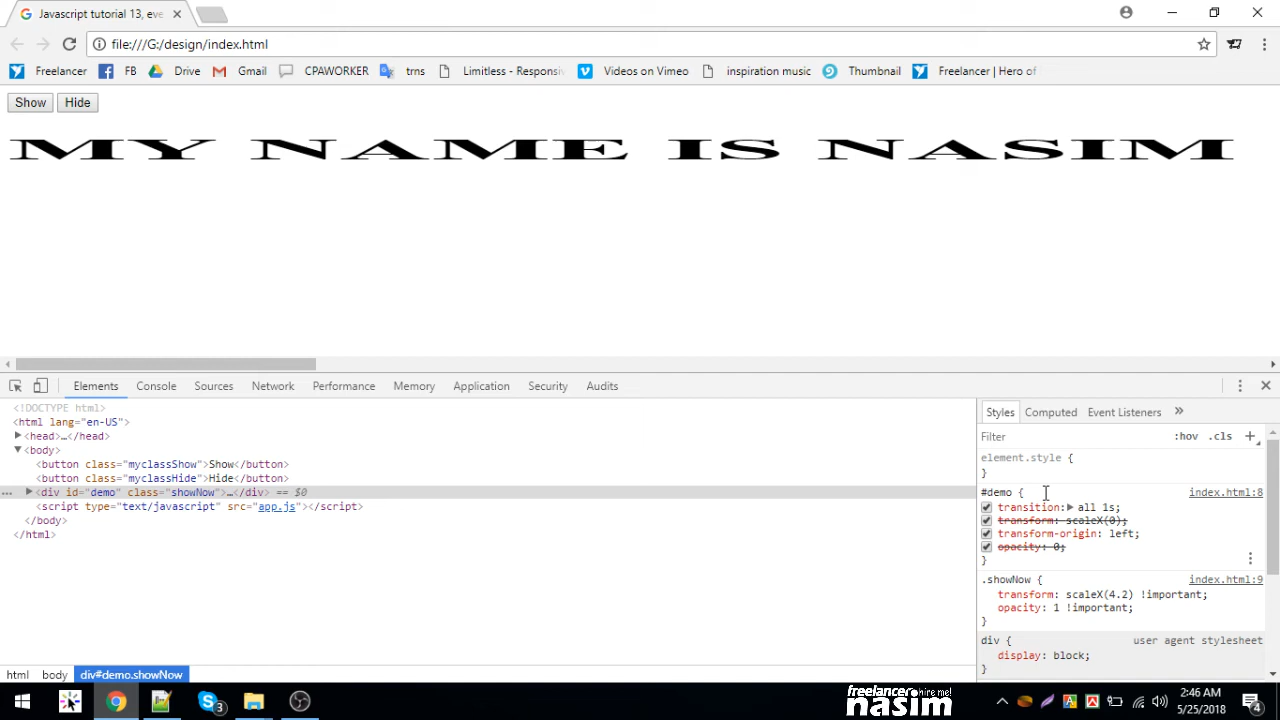 Javascript tutorial 13, eve
file:///G:/design/index.html
Freelancer FB Drive Gmail CPAWORKER trns Limitless - Responsiv Videos on Vimeo inspiration music Thumbnail Freelancer | Hero of
Show Hide
MY NAME IS NASIM
Elements Console Sources Network Performance Memory Application Security Audits
<!DOCTYPE html>
<html lang="en-US">
<head>…</head>
<body>
<button class="myclassShow">Show</button>
<button class="myclassHide">Hide</button>
… <div id="demo" class="showNow">…</div> == $0
<script type="text/javascript" src="app.js"></script>
</body>
</html>
html body div#demo.showNow
Styles Computed Event Listeners »
Filter :hov .cls +
element.style {
}
#demo { index.html:8
transition: all 1s;
transform: scaleX(0);
transform-origin: left;
opacity: 0;
}
.showNow { index.html:9
transform: scaleX(4.2) !important;
opacity: 1 !important;
}
div { user agent stylesheet
display: block;
}
3
freelancer hire me!
nasim
2:46 AM
5/25/2018
4